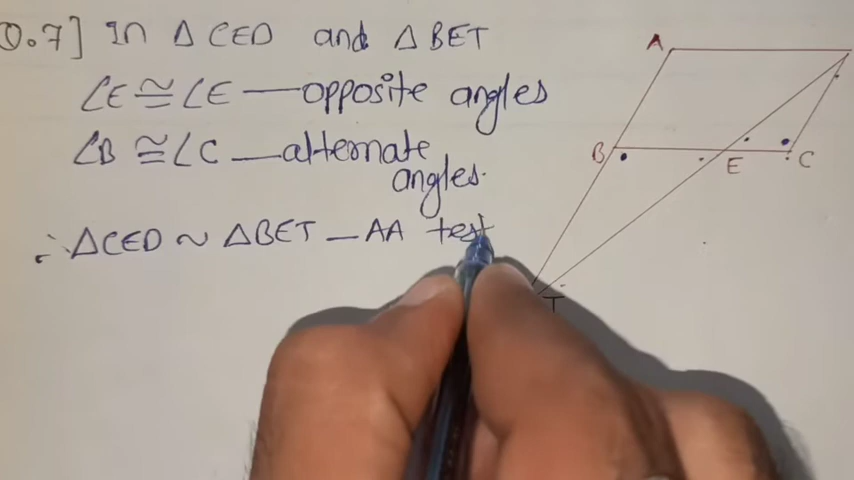 Q.7] In △ CED and △ BET
∠E ≅ ∠E — opposite angles
∠B ≅ ∠C — alternate
angles.
∴ △CED ~ △BET — AA test
A
B
E
C
T